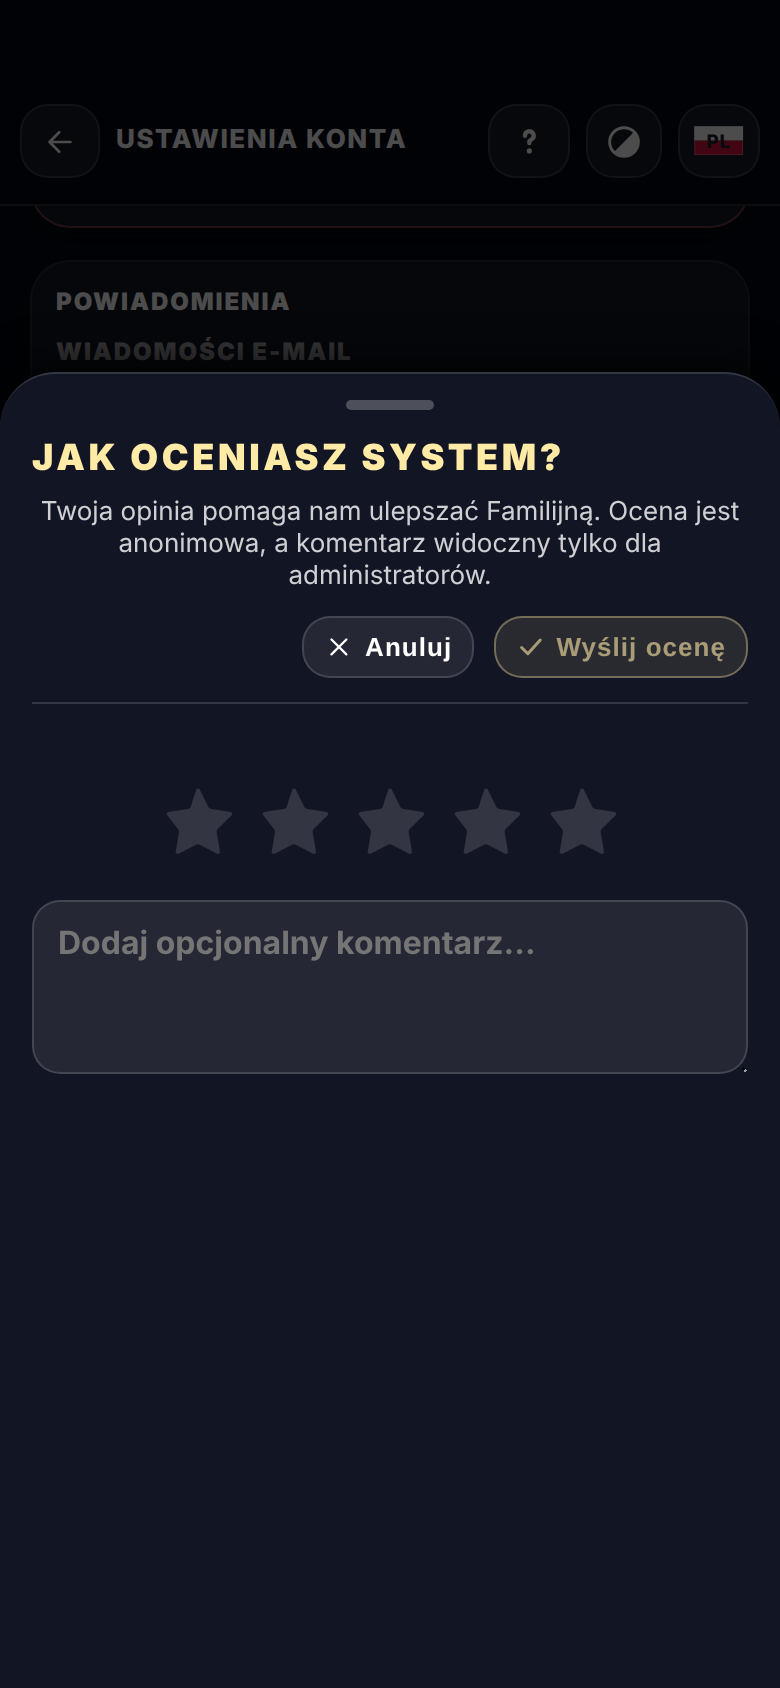 USTAWIENIA KONTA
?
PL
POWIADOMIENIA
WIADOMOŚCI E-MAIL
JAK OCENIASZ SYSTEM?
Twoja opinia pomaga nam ulepszać Familijną. Ocena jest
anonimowa, a komentarz widoczny tylko dla
administratorów.
Anuluj
Wyślij ocenę
Dodaj opcjonalny komentarz...